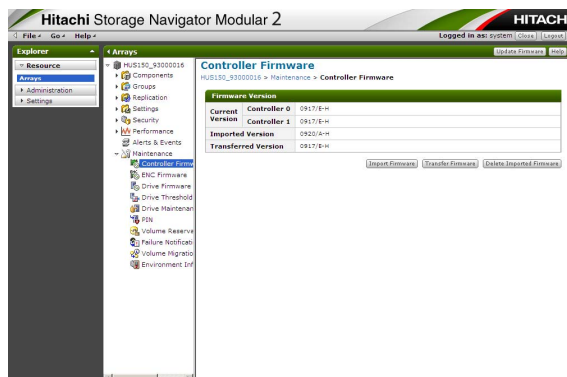 Hitachi Storage Navigator Modular 2
HITACHI
File Go Help
Logged in as: system Close Logout
Explorer
Arrays
Update Firmware Help
Resource
Arrays
Administration
Settings
HUS150_93000016
Components
Groups
Replication
Settings
Security
Performance
Alerts & Events
Maintenance
Controller Firmw
ENC Firmware
Drive Firmware
Drive Threshold
Drive Maintenan
PIN
Volume Reserve
Failure Notificati
Volume Migratio
Environment Inf
Controller Firmware
HUS150_93000016 > Maintenance > Controller Firmware
Firmware Version
Current Version
Controller 0 0917/E-H
Controller 1 0917/E-H
Imported Version 0920/A-H
Transferred Version 0917/B-H
Import Firmware Transfer Firmware Delete Imported Firmware